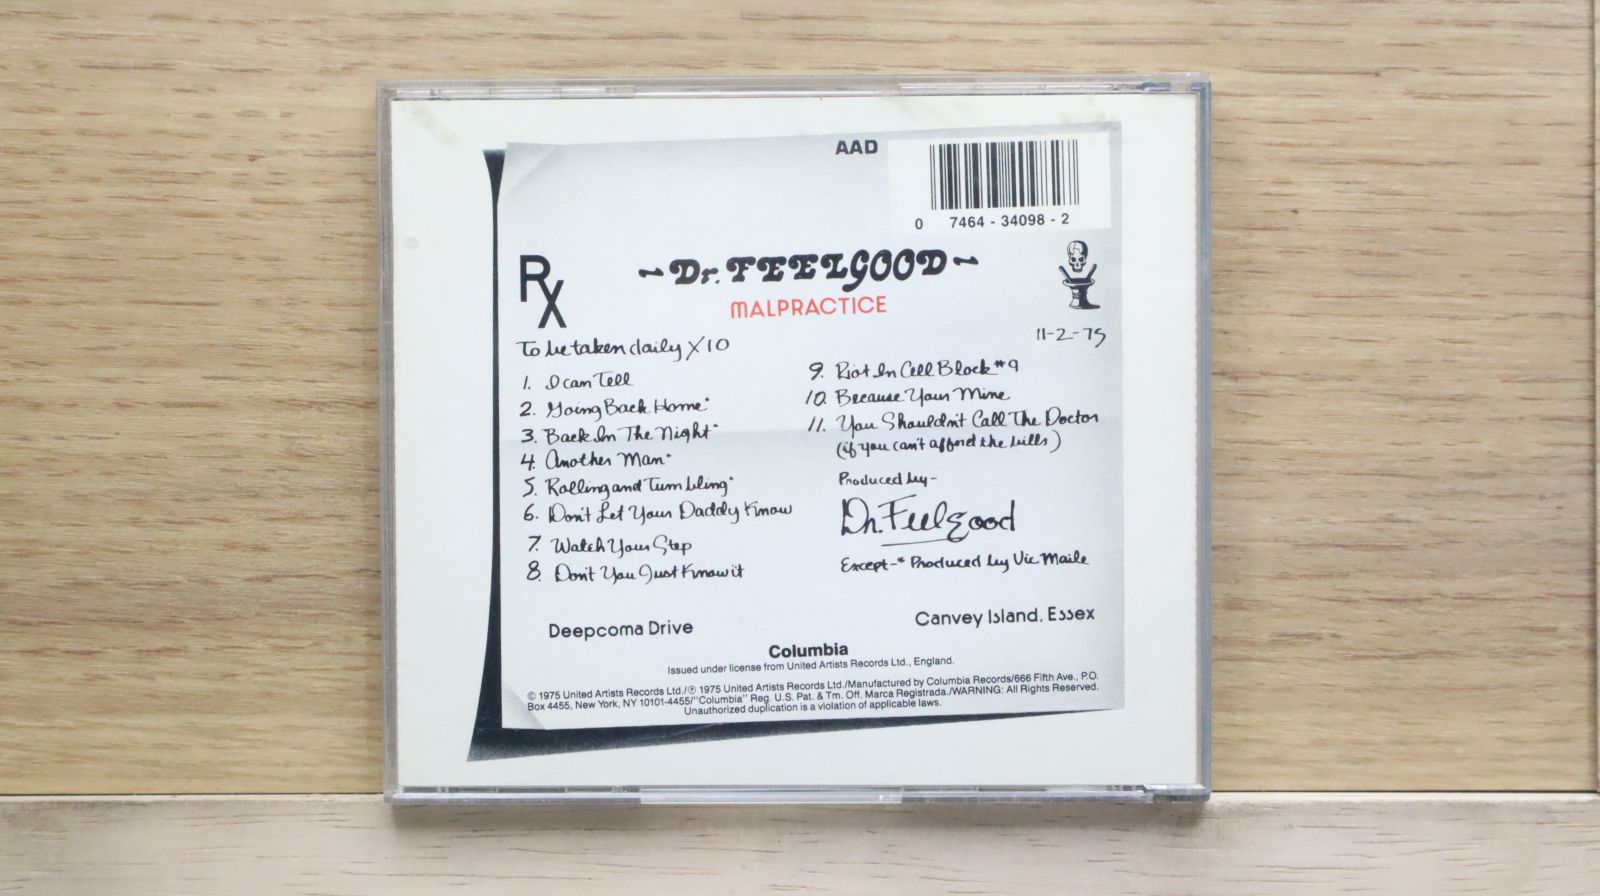 AAD
0 7464-34098-2
RX
~Dr. FEELGOOD~
MALPRACTICE
11-2-75
To be taken daily X10
1. I can Tell
2. Going Back Home*
3. Back In The Night*
4. Another Man*
5. Rolling and Tumbling*
6. Don't Let Your Daddy Know
7. Watch Your Step
8. Don't You Just Know it
9. Riot In Cell Block #9
10. Because Your Mine
11. You Shouldn't Call The Doctor
(if you can't afford the bills)
Produced by-
Dr. Feelgood
Except-* Produced by Vic Maile
Deepcoma Drive
Canvey Island, Essex
Columbia
Issued under license from United Artists Records Ltd., England.
© 1975 United Artists Records Ltd./℗ 1975 United Artists Records Ltd./Manufactured by Columbia Records/666 Fifth Ave., P.O.
Box 4455, New York, NY 10101-4455/"Columbia" Reg. U.S. Pat. & Tm. Off. Marca Registrada./WARNING: All Rights Reserved.
Unauthorized duplication is a violation of applicable laws.